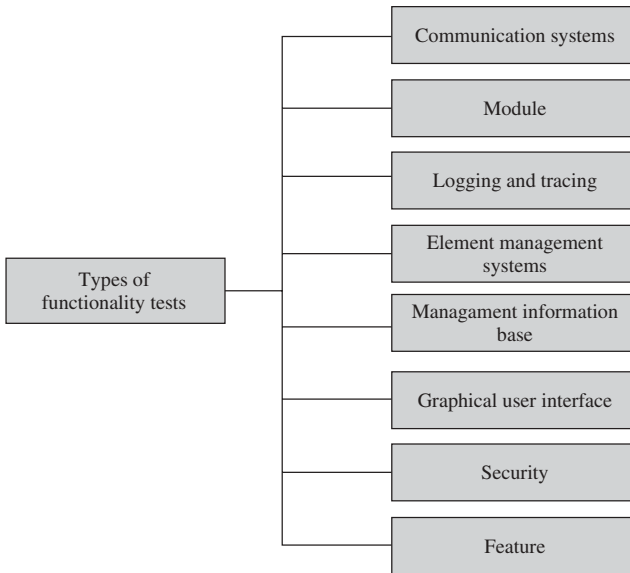 Communication systems
Module
Logging and tracing
Element management
systems
Types of
functionality tests
Managament information
base
Graphical user interface
Security
Feature